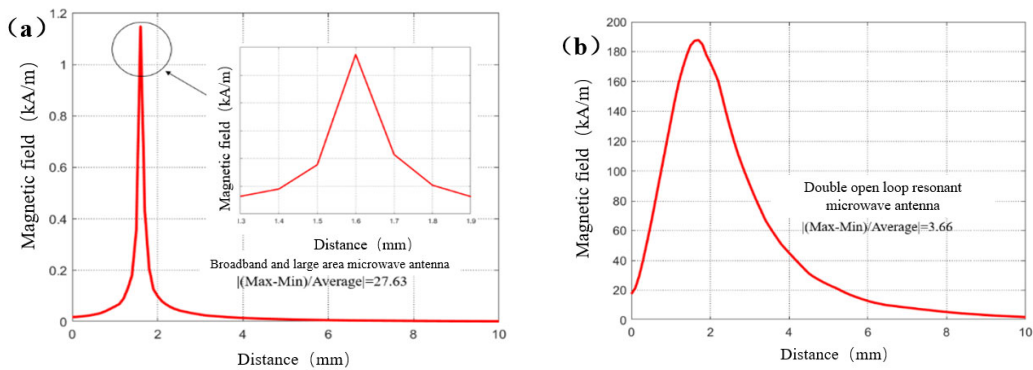 (a)
1.2
1
0.8
0.6
0.4
0.2
0
0 2 4 6 8 10
Magnetic field (kA/m)
Distance (mm)
Magnetic field (kA/m)
1.3 1.4 1.5 1.6 1.7 1.8 1.9
Distance (mm)
Broadband and large area microwave antenna
|(Max-Min)/Average|=27.63
(b)
200
180
160
140
120
100
80
60
40
20
0
0 2 4 6 8 10
Magnetic field (kA/m)
Distance (mm)
Double open loop resonant
microwave antenna
|(Max-Min)/Average|=3.66